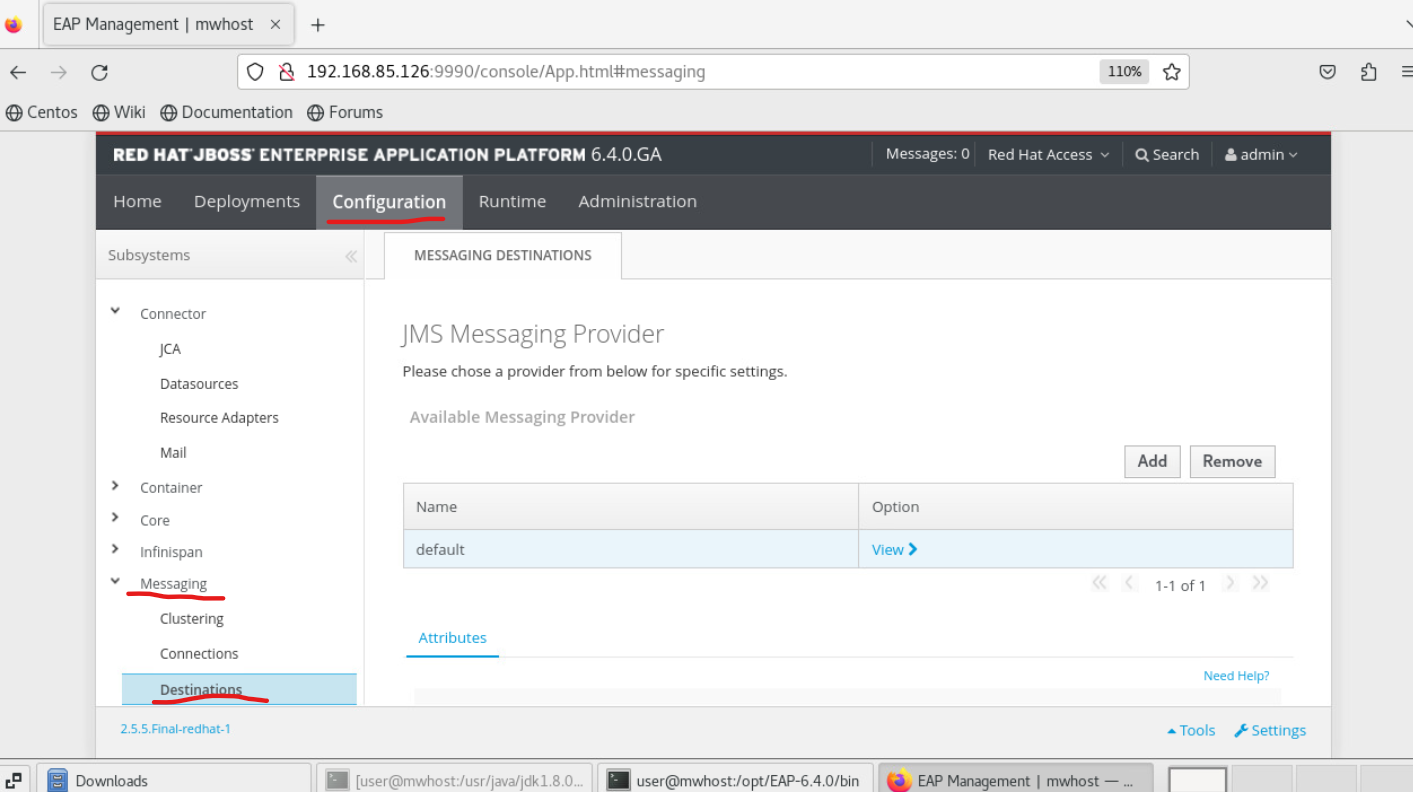 EAP Management | mwhost ×
192.168.85.126:9990/console/App.html#messaging 110%
Centos Wiki Documentation Forums
RED HAT JBOSS ENTERPRISE APPLICATION PLATFORM 6.4.0.GA Messages: 0 Red Hat Access Search admin
Home Deployments Configuration Runtime Administration
Subsystems
MESSAGING DESTINATIONS
Connector
JCA
Datasources
Resource Adapters
Mail
Container
Core
Infinispan
Messaging
Clustering
Connections
Destinations
JMS Messaging Provider
Please chose a provider from below for specific settings.
Available Messaging Provider
Add Remove
Name Option
default View
1-1 of 1
Attributes
Need Help?
2.5.5.Final-redhat-1 Tools Settings
Downloads [user@mwhost:/usr/java/jdk1.8.0... user@mwhost:/opt/EAP-6.4.0/bin EAP Management | mwhost — ...